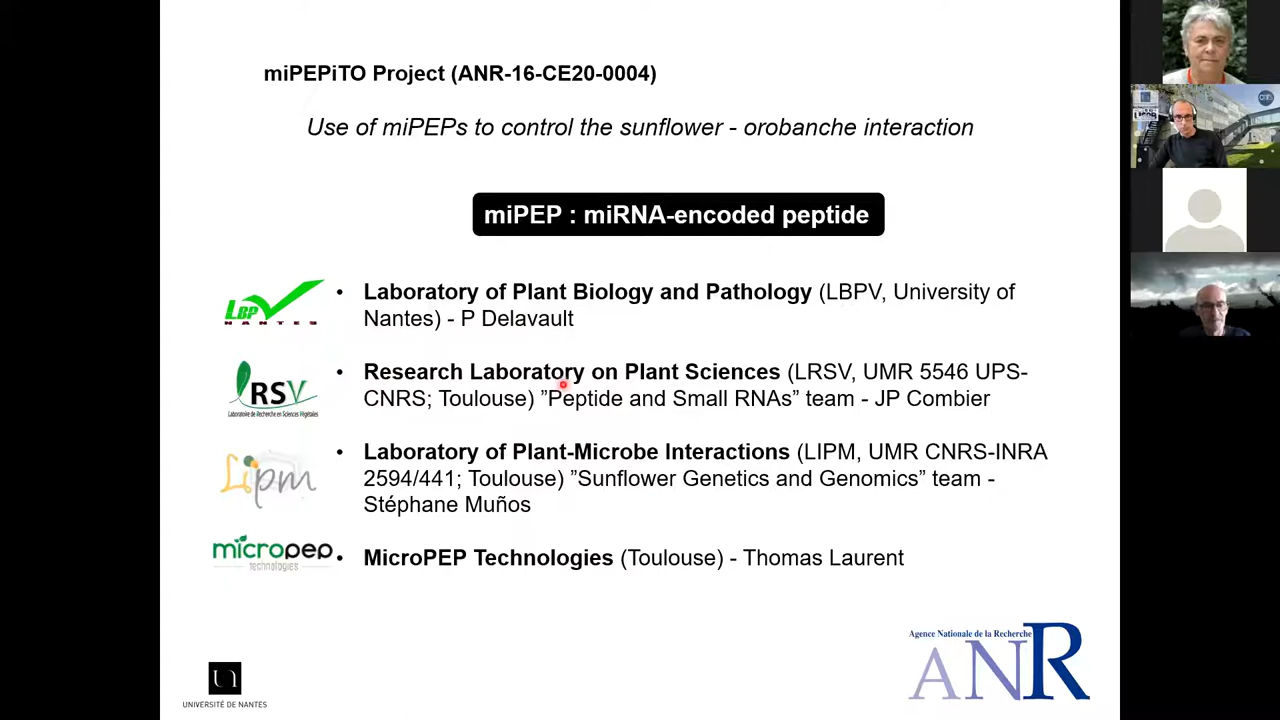 miPEPiTO Project (ANR-16-CE20-0004)
Use of miPEPs to control the sunflower - orobanche interaction
miPEP : miRNA-encoded peptide
LBP
NANTES
• Laboratory of Plant Biology and Pathology (LBPV, University of
Nantes) - P Delavault
RSV
Laboratoire de Recherche en Sciences Végétales
• Research Laboratory on Plant Sciences (LRSV, UMR 5546 UPS-
CNRS; Toulouse) ”Peptide and Small RNAs” team - JP Combier
Lipm
• Laboratory of Plant-Microbe Interactions (LIPM, UMR CNRS-INRA
2594/441; Toulouse) ”Sunflower Genetics and Genomics” team -
Stéphane Muños
micropep
technologies
• MicroPEP Technologies (Toulouse) - Thomas Laurent
Agence Nationale de la Recherche
ANR
UNIVERSITÉ DE NANTES